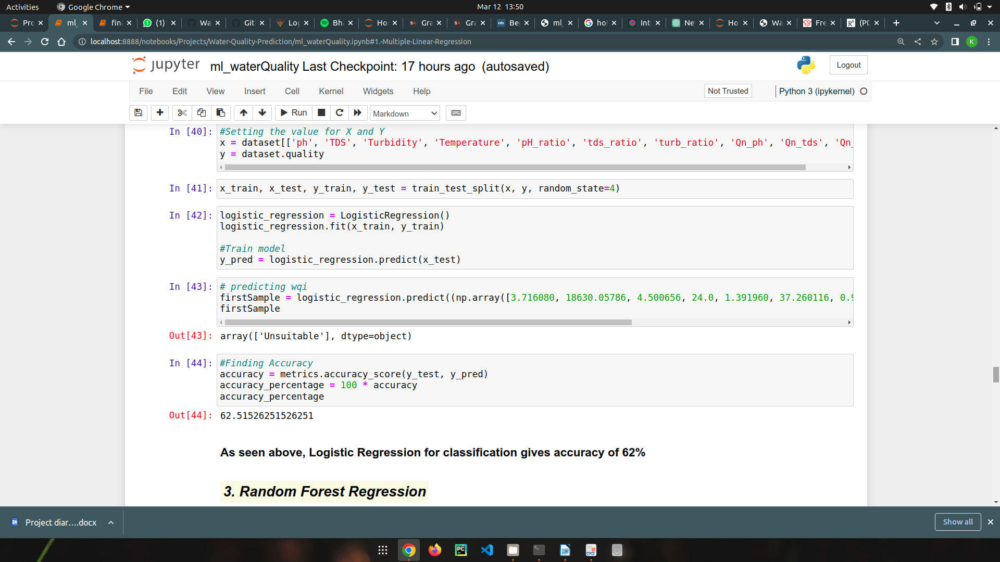 Activities
Google Chrome
Mar 12 13:50
Pro
ml_
fin
(1)
Wa
Git
Log
Bha
Ho
Gra
Gra
Be
ml_
hol
Int
Ne
Ho
Wa
Fre
(PD
localhost:8888/notebooks/Projects/Water-Quality-Prediction/ml_waterQuality.ipynb#1.-Multiple-Linear-Regression
K
jupyter ml_waterQuality Last Checkpoint: 17 hours ago (autosaved)
Logout
File Edit View Insert Cell Kernel Widgets Help
Not Trusted
Python 3 (ipykernel)
Run
Markdown
In [40]: #Setting the value for X and Y
x = dataset[['ph', 'TDS', 'Turbidity', 'Temperature', 'pH_ratio', 'tds_ratio', 'turb_ratio', 'Qn_ph', 'Qn_tds', 'Qn_
y = dataset.quality
In [41]: x_train, x_test, y_train, y_test = train_test_split(x, y, random_state=4)
In [42]: logistic_regression = LogisticRegression()
logistic_regression.fit(x_train, y_train)
#Train model
y_pred = logistic_regression.predict(x_test)
In [43]: # predicting wqi
firstSample = logistic_regression.predict((np.array([3.716080, 18630.05786, 4.500656, 24.0, 1.391960, 37.260116, 0.9
firstSample
Out[43]: array(['Unsuitable'], dtype=object)
In [44]: #Finding Accuracy
accuracy = metrics.accuracy_score(y_test, y_pred)
accuracy_percentage = 100 * accuracy
accuracy_percentage
Out[44]: 62.51526251526251
As seen above, Logistic Regression for classification gives accuracy of 62%
3. Random Forest Regression
Project diar....docx
Show all